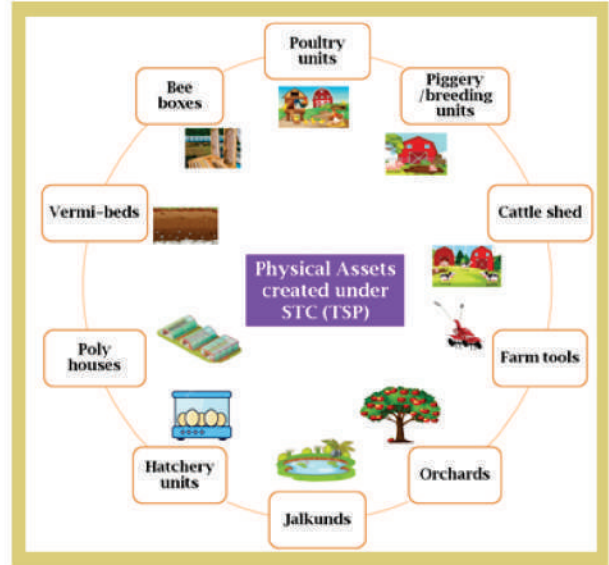 Poultry
units
Piggery
/breeding
units
Cattle shed
Farm tools
Orchards
Jalkunds
Hatchery
units
Poly
houses
Vermi-beds
Bee
boxes
Physical Assets
created under
STC (TSP)